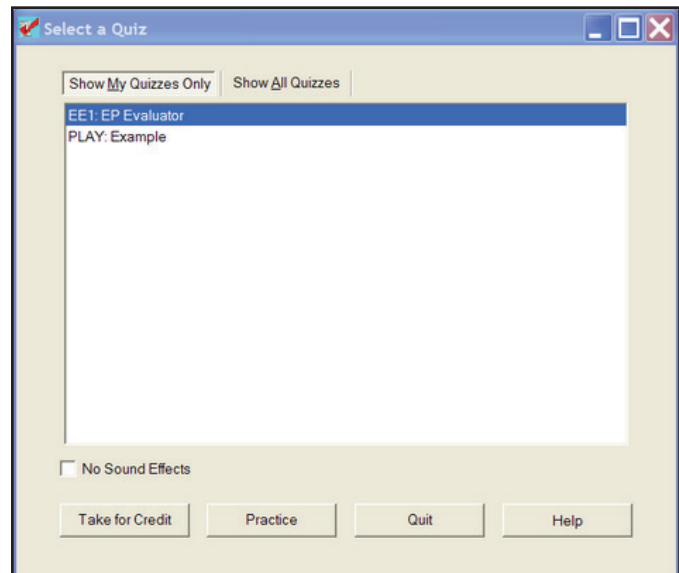 Select a Quiz
Show My Quizzes Only Show All Quizzes
EE1: EP Evaluator
PLAY: Example
No Sound Effects
Take for Credit Practice Quit Help